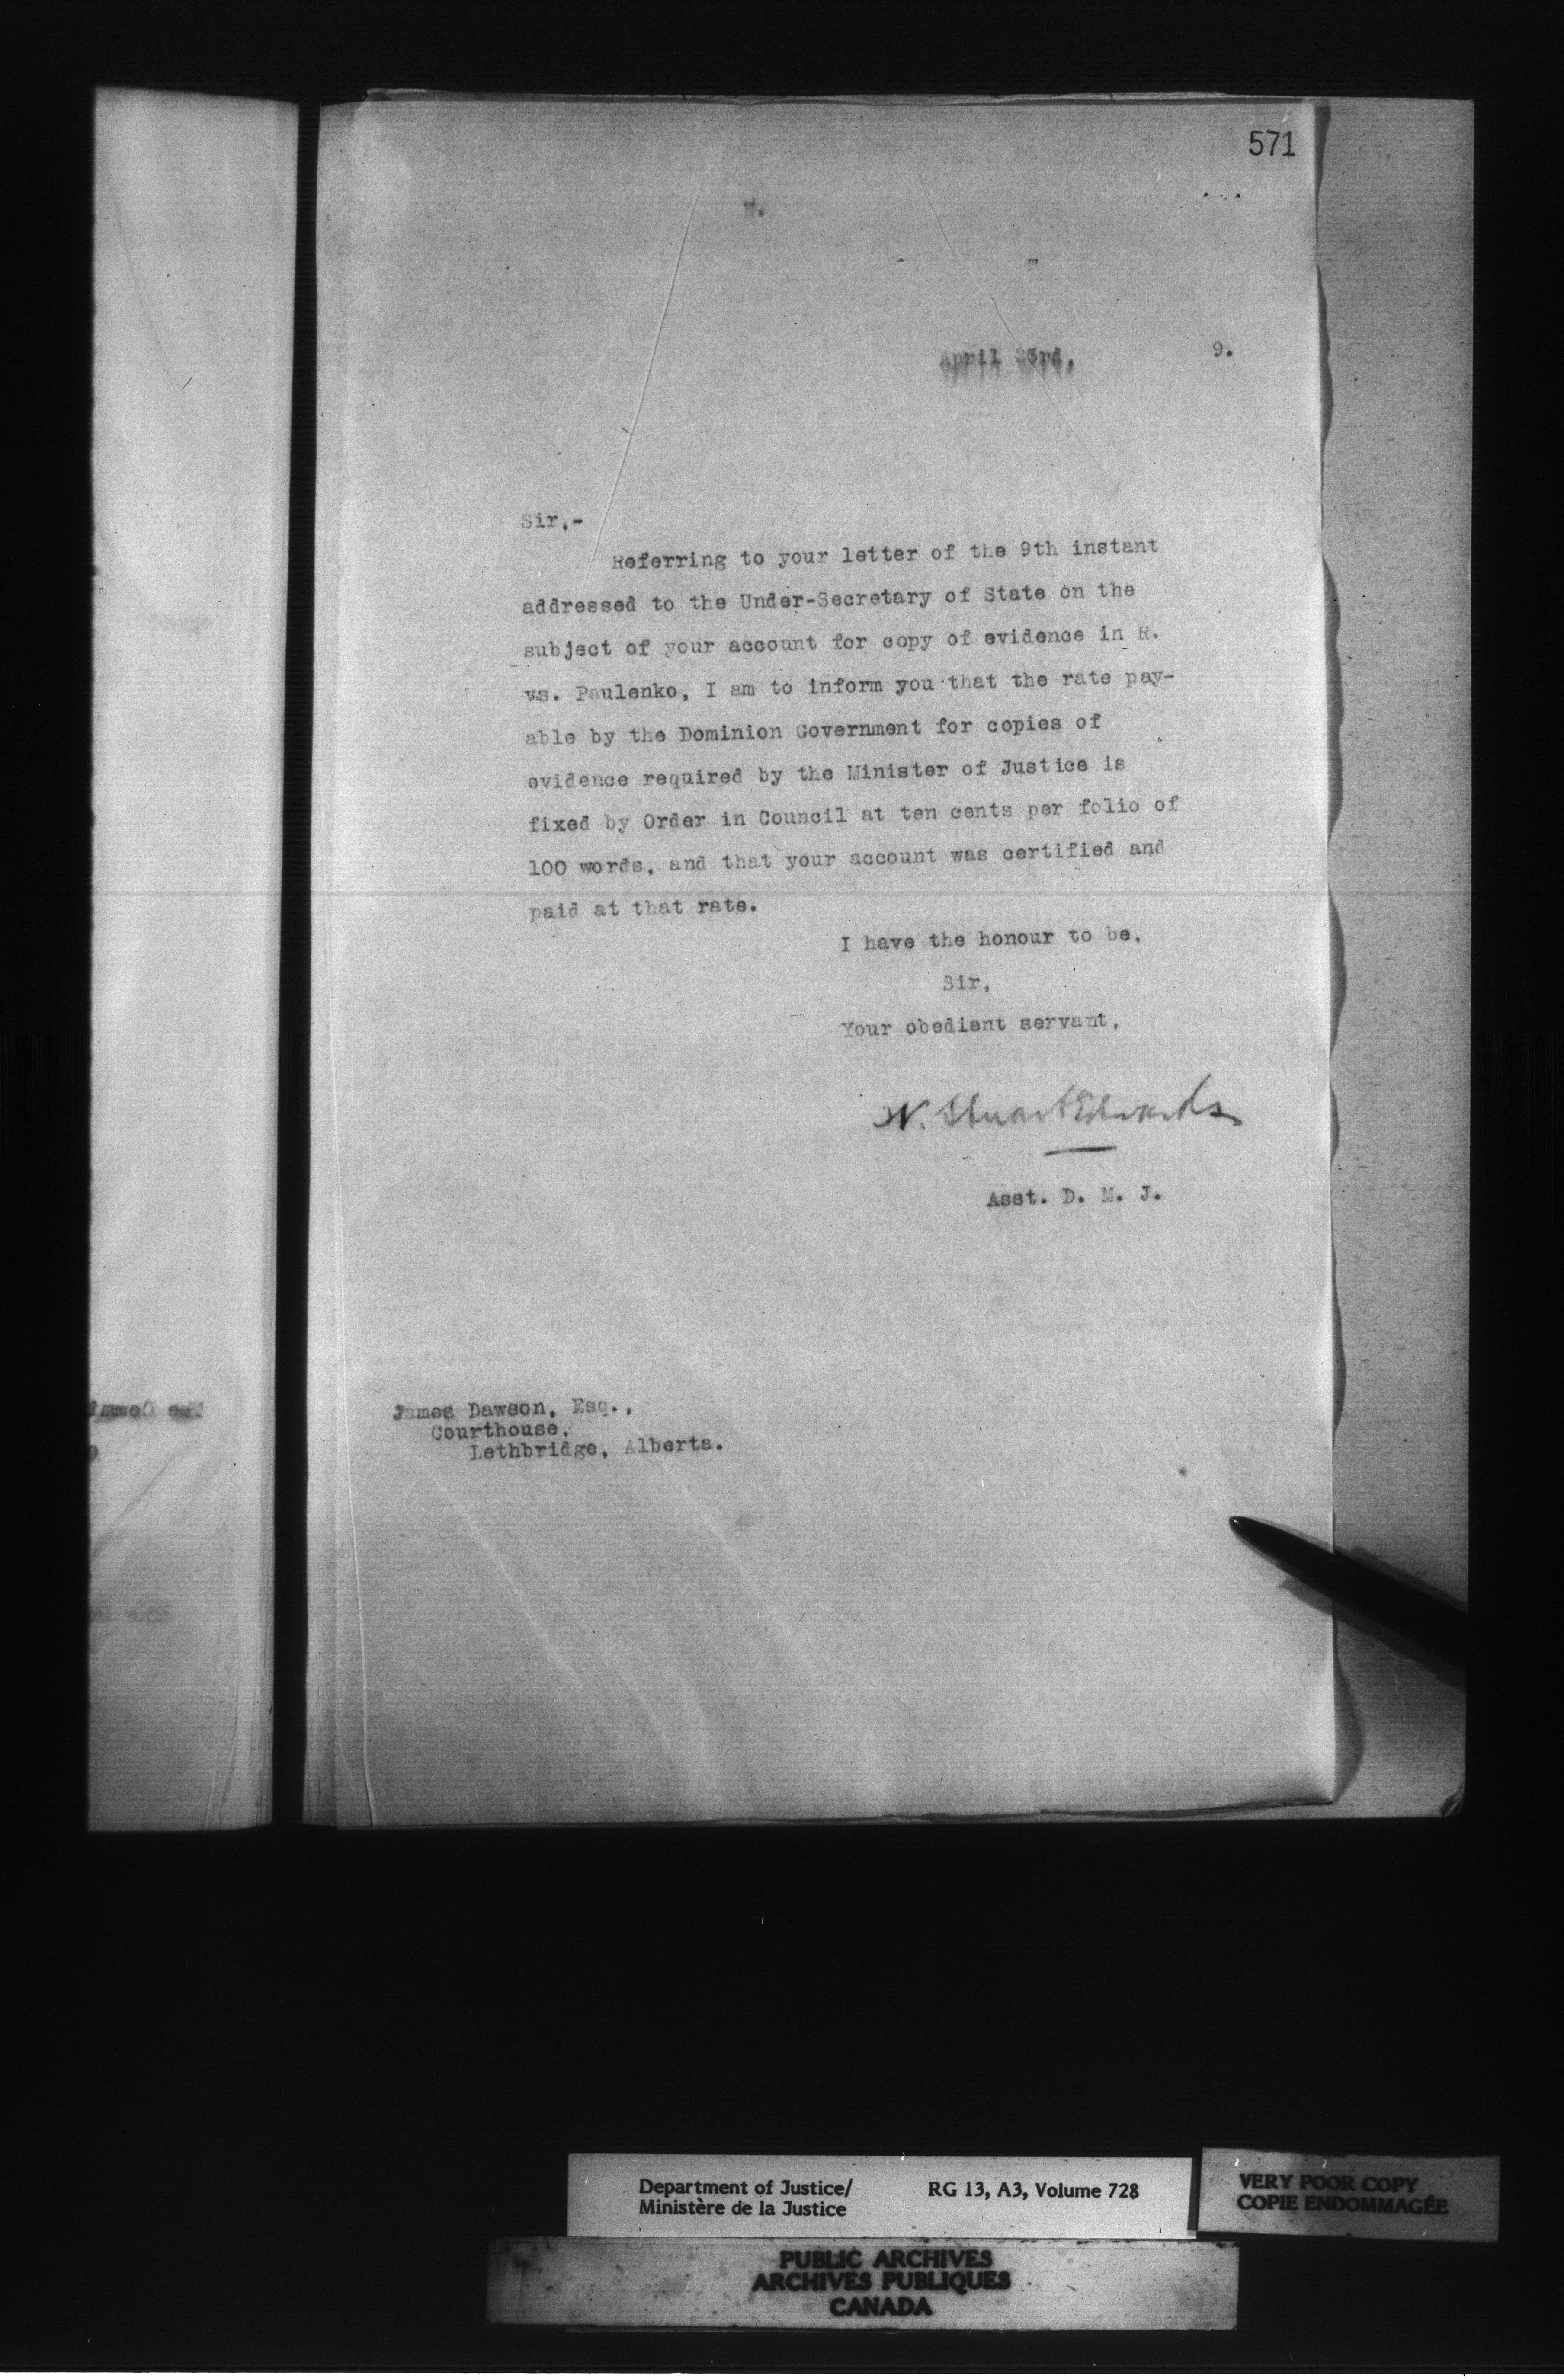 571
April 23rd, 9.
Sir,-
Referring to your letter of the 9th instant
addressed to the Under-Secretary of State on the
subject of your account for copy of evidence in R.
vs. Paulenko, I am to inform you that the rate pay-
able by the Dominion Government for copies of
evidence required by the Minister of Justice is
fixed by Order in Council at ten cents per folio of
100 words, and that your account was certified and
paid at that rate.
I have the honour to be,
Sir,
Your obedient servant,
W. Stuart Edwards
Asst. D. M. J.
James Dawson, Esq.,
Courthouse,
Lethbridge, Alberta.
Department of Justice/
Ministère de la Justice
RG 13, A3, Volume 728
VERY POOR COPY
COPIE ENDOMMAGÉE
PUBLIC ARCHIVES
ARCHIVES PUBLIQUES
CANADA